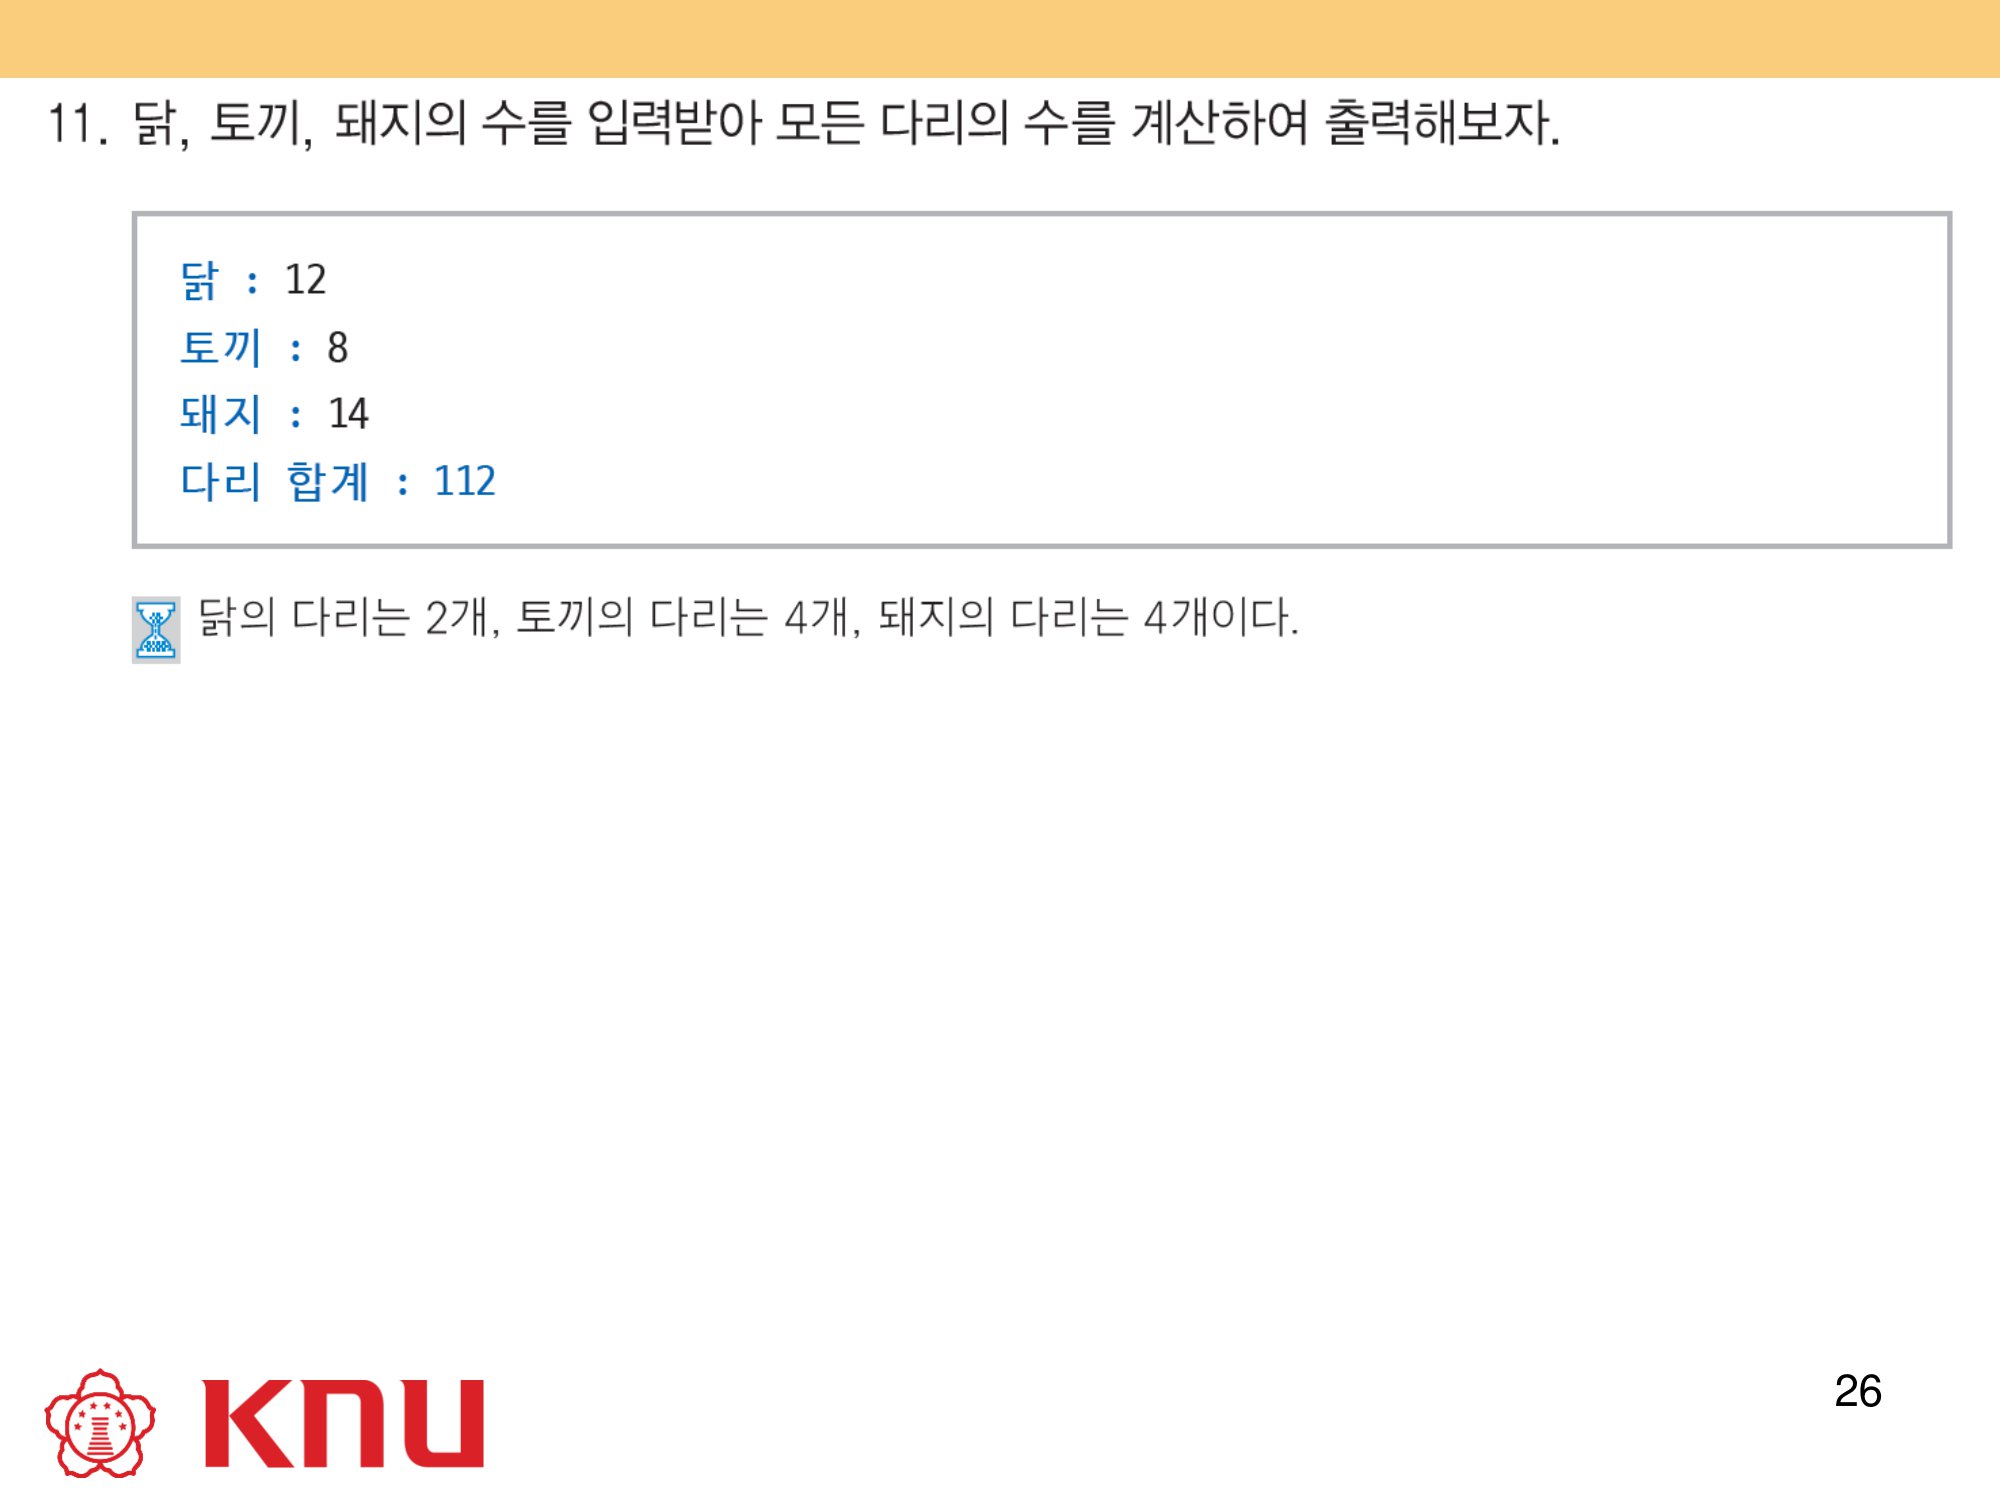 11. 닭, 토끼, 돼지의 수를 입력받아 모든 다리의 수를 계산하여 출력해보자.
닭 : 12
토끼 : 8
돼지 : 14
다리 합계 : 112
닭의 다리는 2개, 토끼의 다리는 4개, 돼지의 다리는 4개이다.
KNU
26